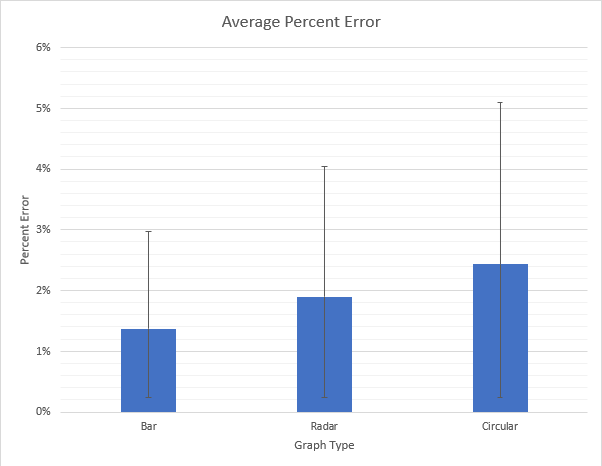 Average Percent Error
6%
5%
4%
3%
2%
1%
0%
Percent Error
Bar Radar Circular
Graph Type